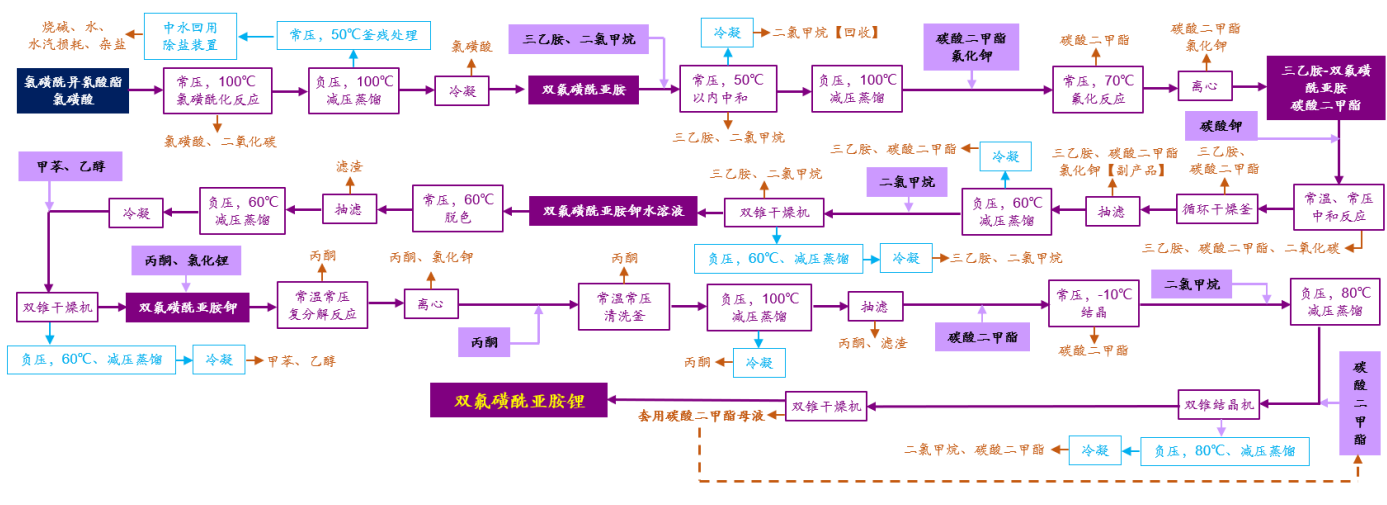 烧碱、水、
水汽损耗、杂盐
中水回用
除盐装置
常压，50℃釜残处理
氯磺酸
三乙胺、二氯甲烷
冷凝
二氯甲烷【回收】
碳酸二甲酯
氟化钾
碳酸二甲酯
碳酸二甲酯
氯化钾
氯磺酰异氰酸酯
氯磺酸
常压，100℃
氯磺酰化反应
负压，100℃
减压蒸馏
冷凝
双氯磺酰亚胺
常压，50℃
以内中和
负压，100℃
减压蒸馏
常压，70℃
氟化反应
离心
三乙胺-双氟磺
酰亚胺
碳酸二甲酯
氯磺酸、二氧化碳
三乙胺、二氯甲烷
碳酸钾
甲苯、乙醇
滤渣
三乙胺、二氯甲烷
三乙胺、碳酸二甲酯
冷凝
二氯甲烷
三乙胺、碳酸二甲酯
氯化钾【副产品】
三乙胺、
碳酸二甲酯
冷凝
负压，60℃
减压蒸馏
抽滤
常压，60℃
脱色
双氟磺酰亚胺钾水溶液
双锥干燥机
负压，60℃
减压蒸馏
抽滤
循环干燥釜
常温、常压
中和反应
负压，60℃、减压蒸馏
冷凝
三乙胺、二氯甲烷
三乙胺、碳酸二甲酯、二氧化碳
丙酮、氯化锂
丙酮
丙酮、氯化钾
丙酮
二氯甲烷
双锥干燥机
双氟磺酰亚胺钾
常温常压
复分解反应
离心
常温常压
清洗釜
负压，100℃
减压蒸馏
抽滤
常压，-10℃
结晶
负压，80℃
减压蒸馏
丙酮
丙酮、滤渣
碳酸二甲酯
碳酸二甲酯
负压，60℃、减压蒸馏
冷凝
甲苯、乙醇
丙酮
冷凝
碳酸二甲酯
双氟磺酰亚胺锂
双锥干燥机
双锥结晶机
套用碳酸二甲酯母液
二氯甲烷、碳酸二甲酯
冷凝
负压，80℃、减压蒸馏